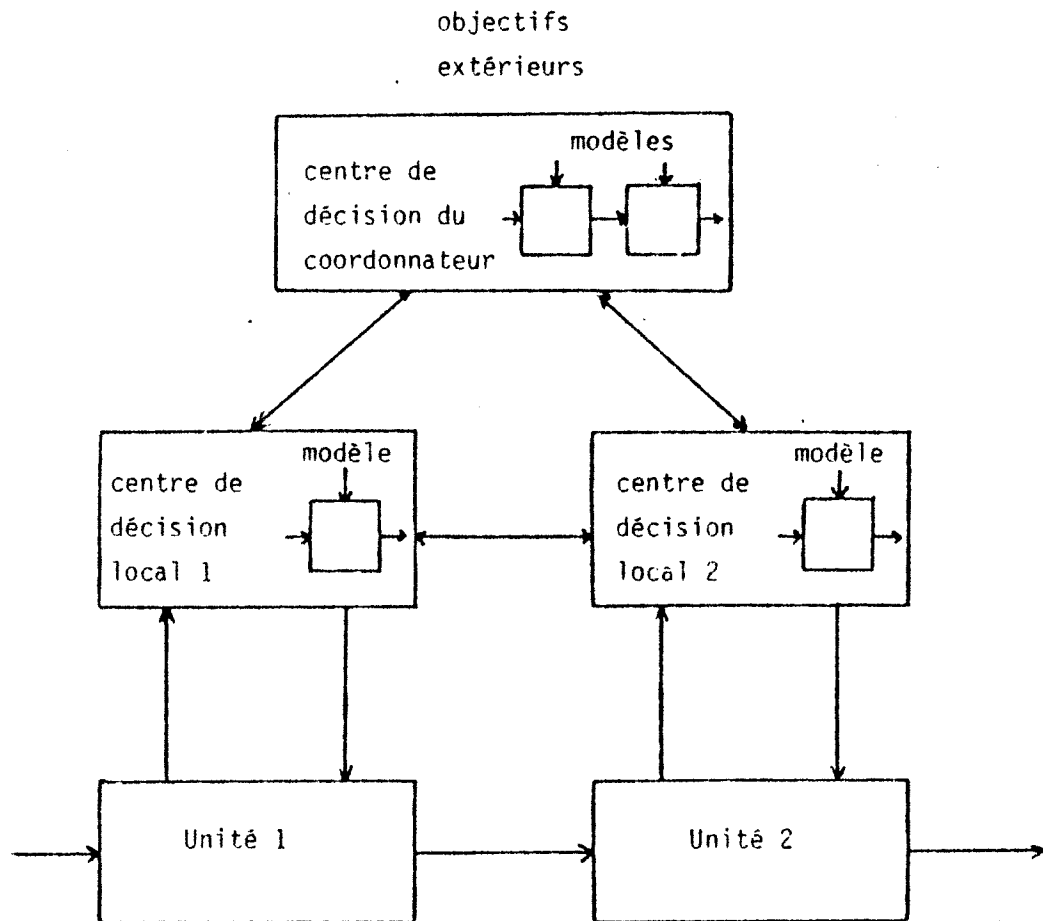 objectifs
extérieurs
modèles
centre de
décision du
coordonnateur
modèle
centre de
décision
local 1
modèle
centre de
décision
local 2
Unité 1
Unité 2